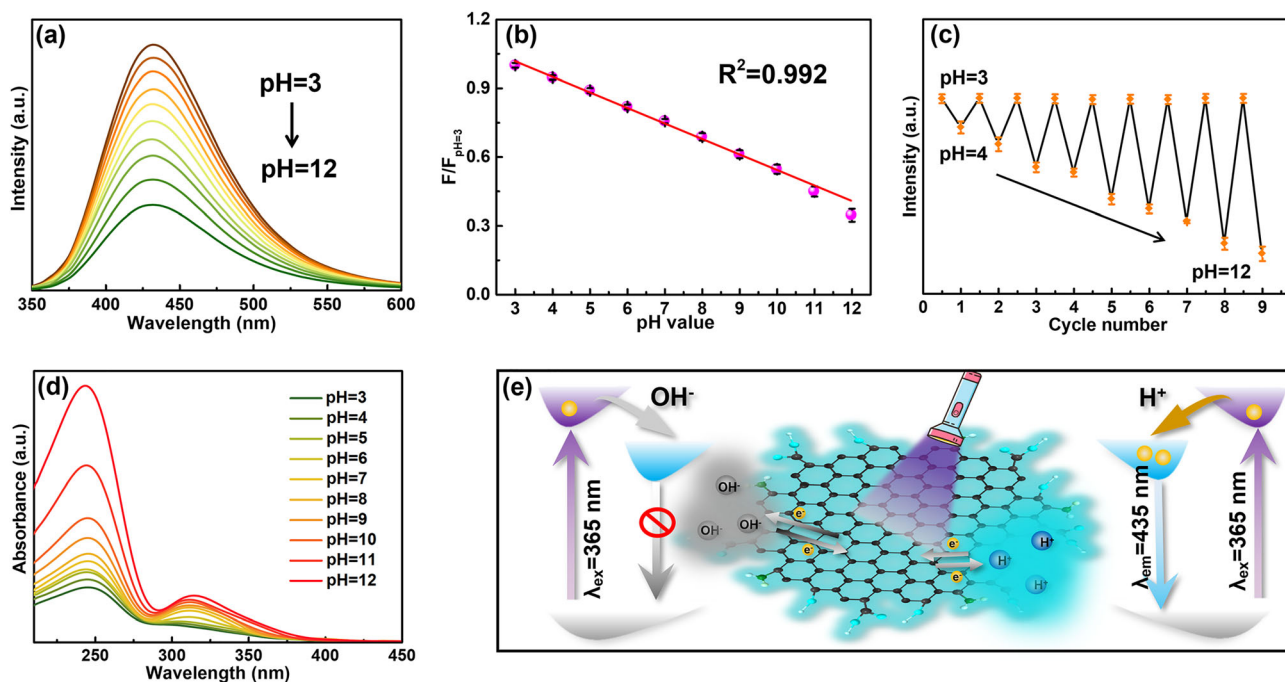 (a)
Intensity (a.u.)
pH=3
pH=12
350 400 450 500 550 600
Wavelength (nm)
(b)
R²=0.992
F/F_pH=3
1.2
0.9
0.6
0.3
0.0
3 4 5 6 7 8 9 10 11 12
pH value
(c)
Intensity (a.u.)
pH=3
pH=4
pH=12
0 1 2 3 4 5 6 7 8 9
Cycle number
(d)
Absorbance (a.u.)
pH=3
pH=4
pH=5
pH=6
pH=7
pH=8
pH=9
pH=10
pH=11
pH=12
250 300 350 400 450
Wavelength (nm)
(e)
OH⁻
λex=365 nm
OH⁻
OH⁻
OH⁻
e⁻
e⁻
e⁻
e⁻
H⁺
H⁺
H⁺
H⁺
λem=435 nm
λex=365 nm